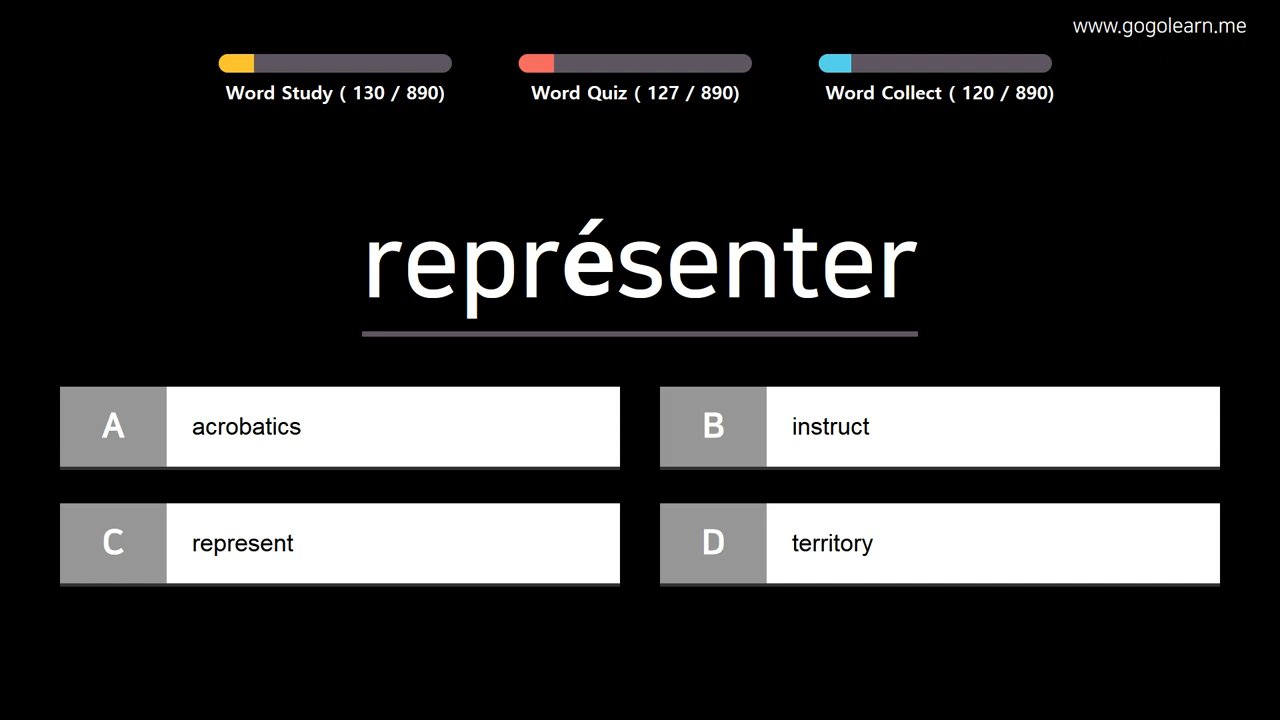 www.gogolearn.me
Word Study ( 130 / 890)
Word Quiz ( 127 / 890)
Word Collect ( 120 / 890)
représenter
A acrobatics
B instruct
C represent
D territory